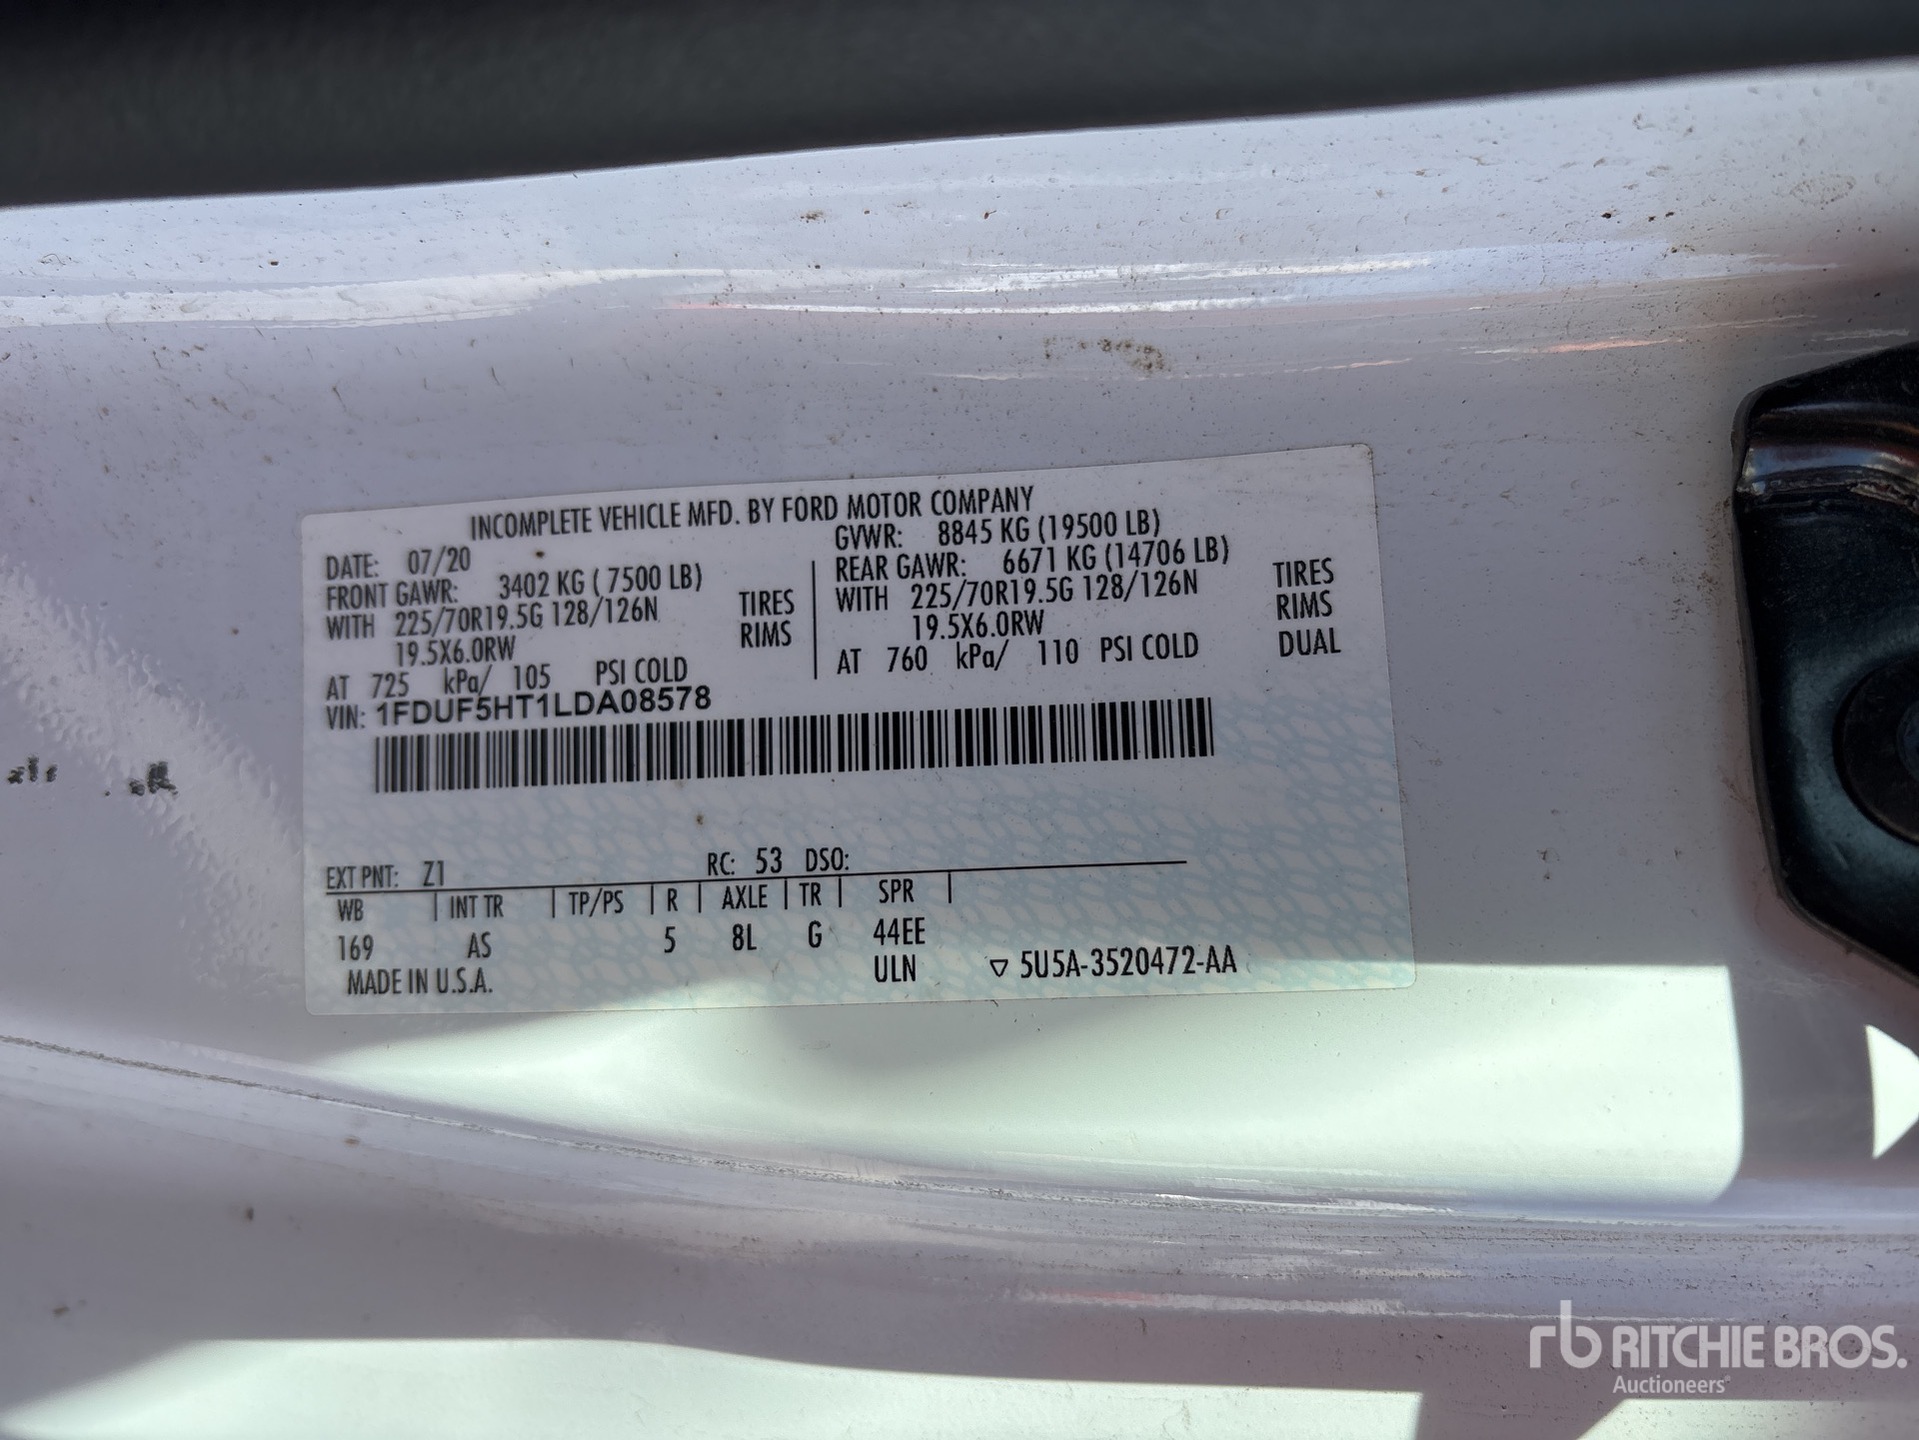 INCOMPLETE VEHICLE MFD. BY FORD MOTOR COMPANY
DATE: 07/20 GVWR: 8845 KG (19500 LB)
FRONT GAWR: 3402 KG ( 7500 LB) REAR GAWR: 6671 KG (14706 LB)
WITH 225/70R19.5G 128/126N TIRES WITH 225/70R19.5G 128/126N TIRES
19.5X6.0RW RIMS 19.5X6.0RW RIMS
AT 725 kPa/ 105 PSI COLD AT 760 kPa/ 110 PSI COLD DUAL
VIN: 1FDUF5HT1LDA08578
EXT PNT: Z1 RC: 53 DSO:
WB INT TR TP/PS R AXLE TR SPR
169 AS 5 8L G 44EE
MADE IN U.S.A. ULN 5U5A-3520472-AA
rb RITCHIE BROS.
Auctioneers